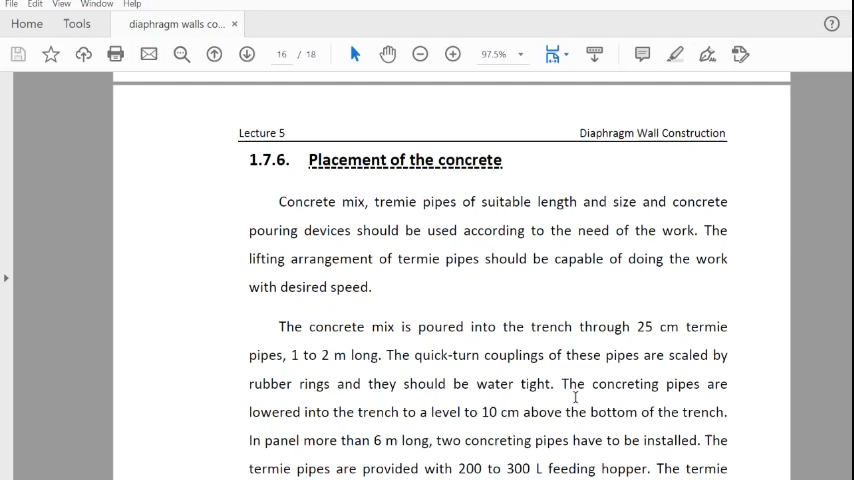 File Edit View Window Help
Home Tools diaphragm walls co... ×
16 / 18 97.5%
Lecture 5 Diaphragm Wall Construction
1.7.6. Placement of the concrete
Concrete mix, tremie pipes of suitable length and size and concrete
pouring devices should be used according to the need of the work. The
lifting arrangement of termie pipes should be capable of doing the work
with desired speed.
The concrete mix is poured into the trench through 25 cm termie
pipes, 1 to 2 m long. The quick-turn couplings of these pipes are scaled by
rubber rings and they should be water tight. The concreting pipes are
lowered into the trench to a level to 10 cm above the bottom of the trench.
In panel more than 6 m long, two concreting pipes have to be installed. The
termie pipes are provided with 200 to 300 L feeding hopper. The termie